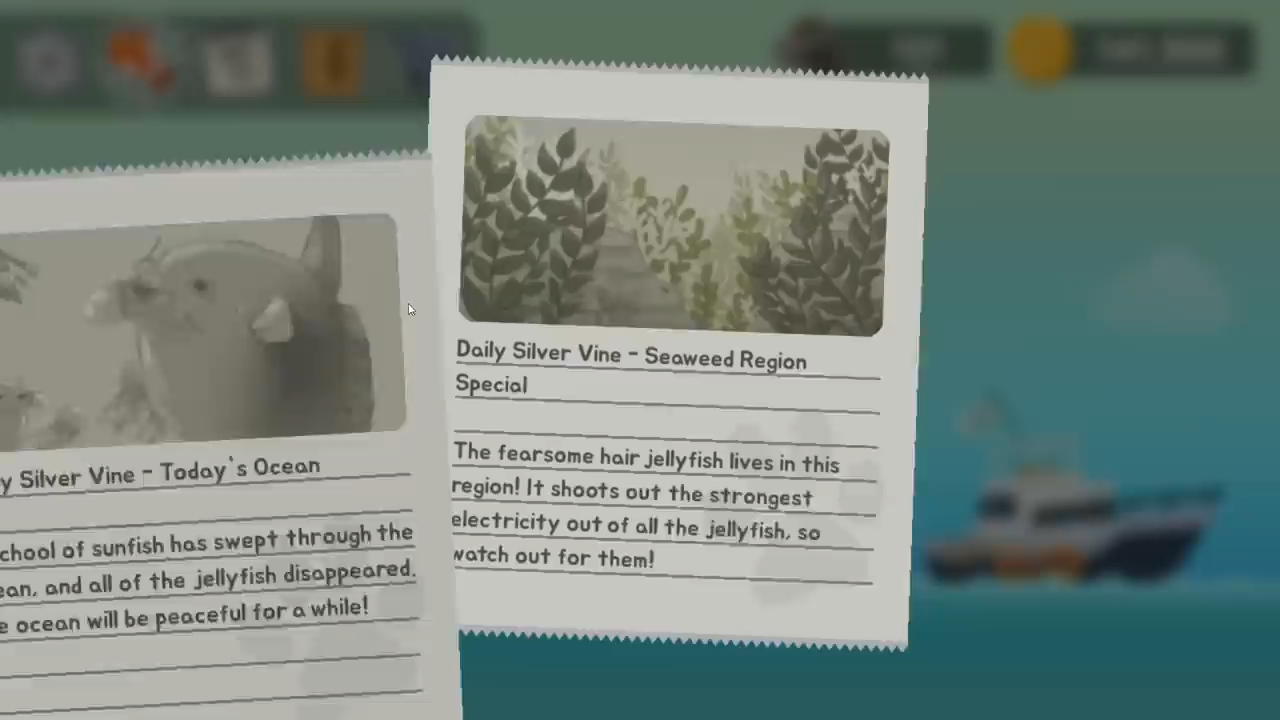 Daily Silver Vine - Seaweed Region
Special
The fearsome hair jellyfish lives in this
region! It shoots out the strongest
electricity out of all the jellyfish, so
watch out for them!
y Silver Vine - Today's Ocean
chool of sunfish has swept through the
ean, and all of the jellyfish disappeared.
e ocean will be peaceful for a while!